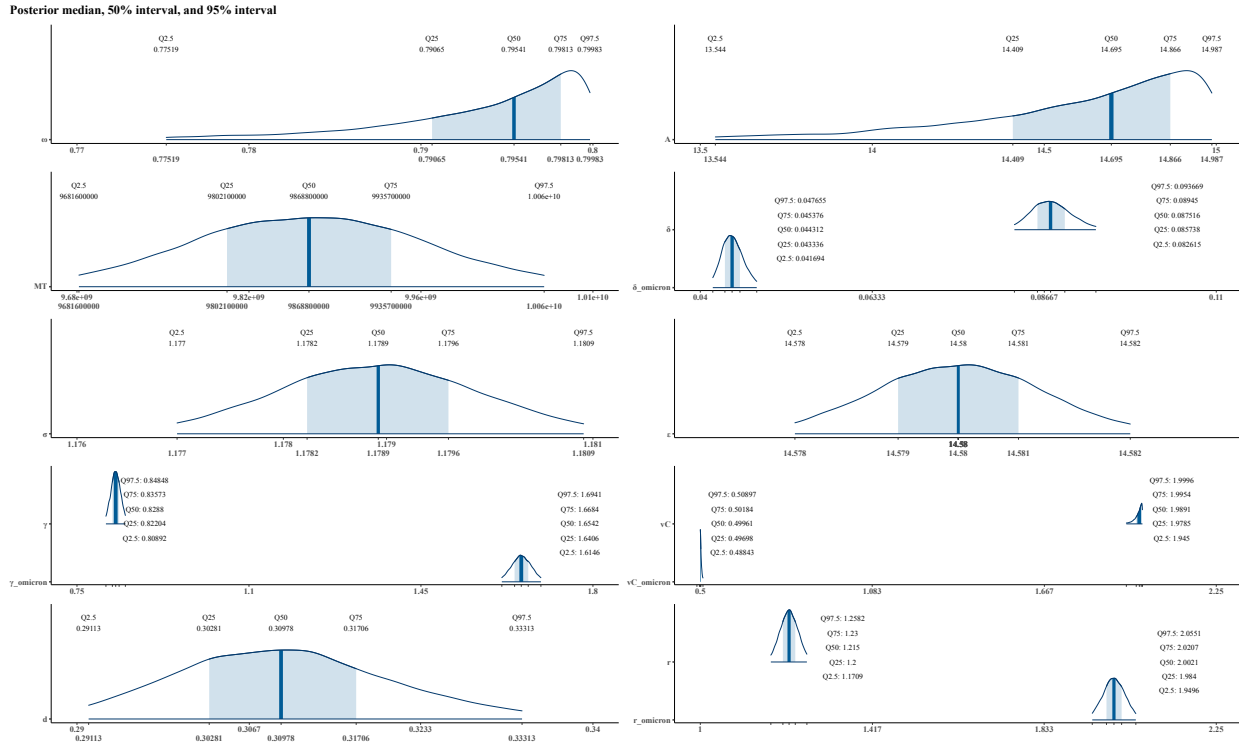 Posterior median, 50% interval, and 95% interval
Q2.5 Q25 Q50 Q75 Q97.5
0.77519 0.79065 0.79541 0.79813 0.79983
ω
0.77 0.78 0.79 0.8
0.77519 0.79065 0.79541 0.79813 0.79983
Q2.5 Q25 Q50 Q75 Q97.5
13.544 14.409 14.695 14.866 14.987
A
13.5 14 14.5 15
13.544 14.409 14.695 14.866 14.987
Q2.5 Q25 Q50 Q75 Q97.5
9681600000 9802100000 9868800000 9935700000 1.006e+10
MT
9.68e+09 9.82e+09 9.96e+09 1.01e+10
9681600000 9802100000 9868800000 9935700000 1.006e+10
Q97.5: 0.047655
Q75: 0.045376
Q50: 0.044312
Q25: 0.043336
Q2.5: 0.041694
Q97.5: 0.093669
Q75: 0.08945
Q50: 0.087516
Q25: 0.085738
Q2.5: 0.082615
δ
δ_omicron
0.04 0.06333 0.08667 0.11
Q2.5 Q25 Q50 Q75 Q97.5
1.177 1.1782 1.1789 1.1796 1.1809
1.176 1.178 1.179 1.181
1.177 1.1782 1.1789 1.1796 1.1809
Q2.5 Q25 Q50 Q75 Q97.5
14.578 14.579 14.58 14.581 14.582
ε
14.58
14.578 14.579 14.58 14.581 14.582
Q97.5: 0.84848
Q75: 0.83573
Q50: 0.8288
Q25: 0.82204
Q2.5: 0.80892
Q97.5: 1.6941
Q75: 1.6684
Q50: 1.6542
Q25: 1.6406
Q2.5: 1.6146
γ
γ_omicron
0.75 1.1 1.45 1.8
Q97.5: 0.50897
Q75: 0.50184
Q50: 0.49961
Q25: 0.49698
Q2.5: 0.48843
Q97.5: 1.9996
Q75: 1.9954
Q50: 1.9891
Q25: 1.9785
Q2.5: 1.945
vC
vC_omicron
0.5 1.083 1.667 2.25
Q2.5 Q25 Q50 Q75 Q97.5
0.29113 0.30281 0.30978 0.31706 0.33313
d
0.29 0.3067 0.3233 0.34
0.29113 0.30281 0.30978 0.31706 0.33313
Q97.5: 1.2582
Q75: 1.23
Q50: 1.215
Q25: 1.2
Q2.5: 1.1709
Q97.5: 2.0551
Q75: 2.0207
Q50: 2.0021
Q25: 1.984
Q2.5: 1.9496
r
r_omicron
1 1.417 1.833 2.25